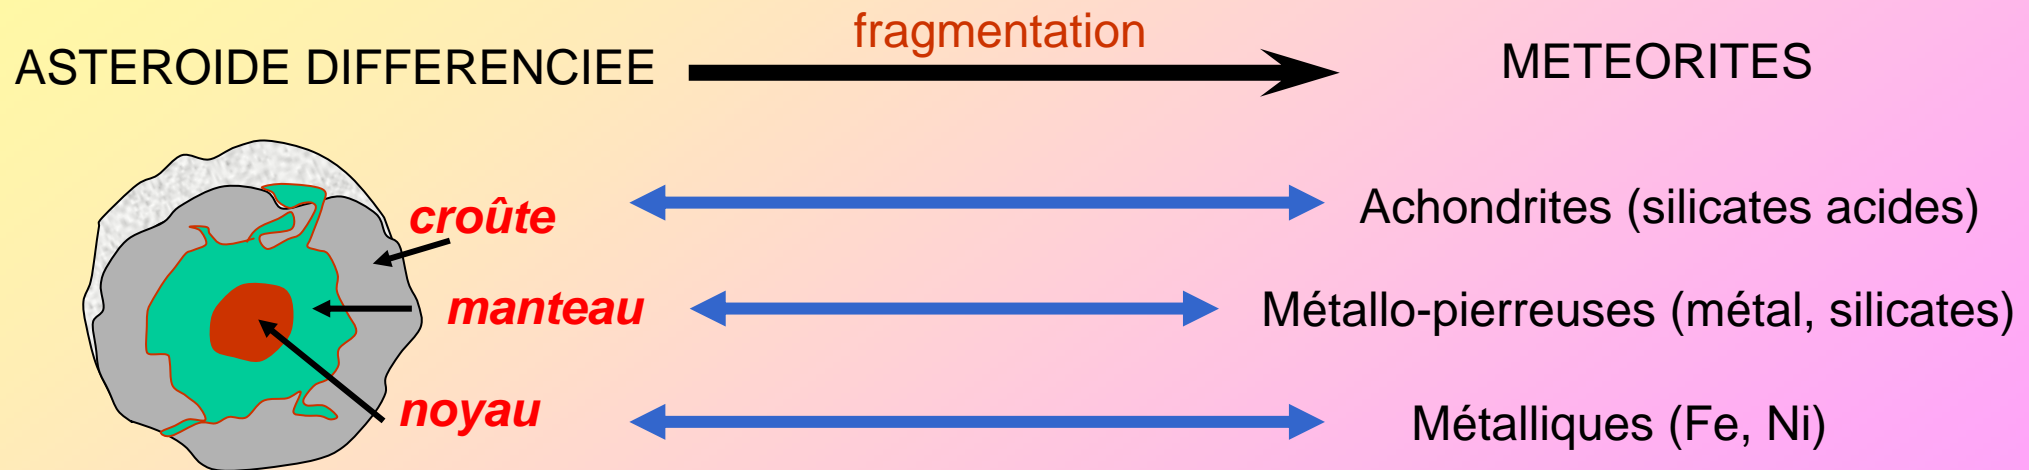 fragmentation
ASTEROIDE DIFFERENCIEE METEORITES
croûte Achondrites (silicates acides)
manteau Métallo-pierreuses (métal, silicates)
noyau Métalliques (Fe, Ni)